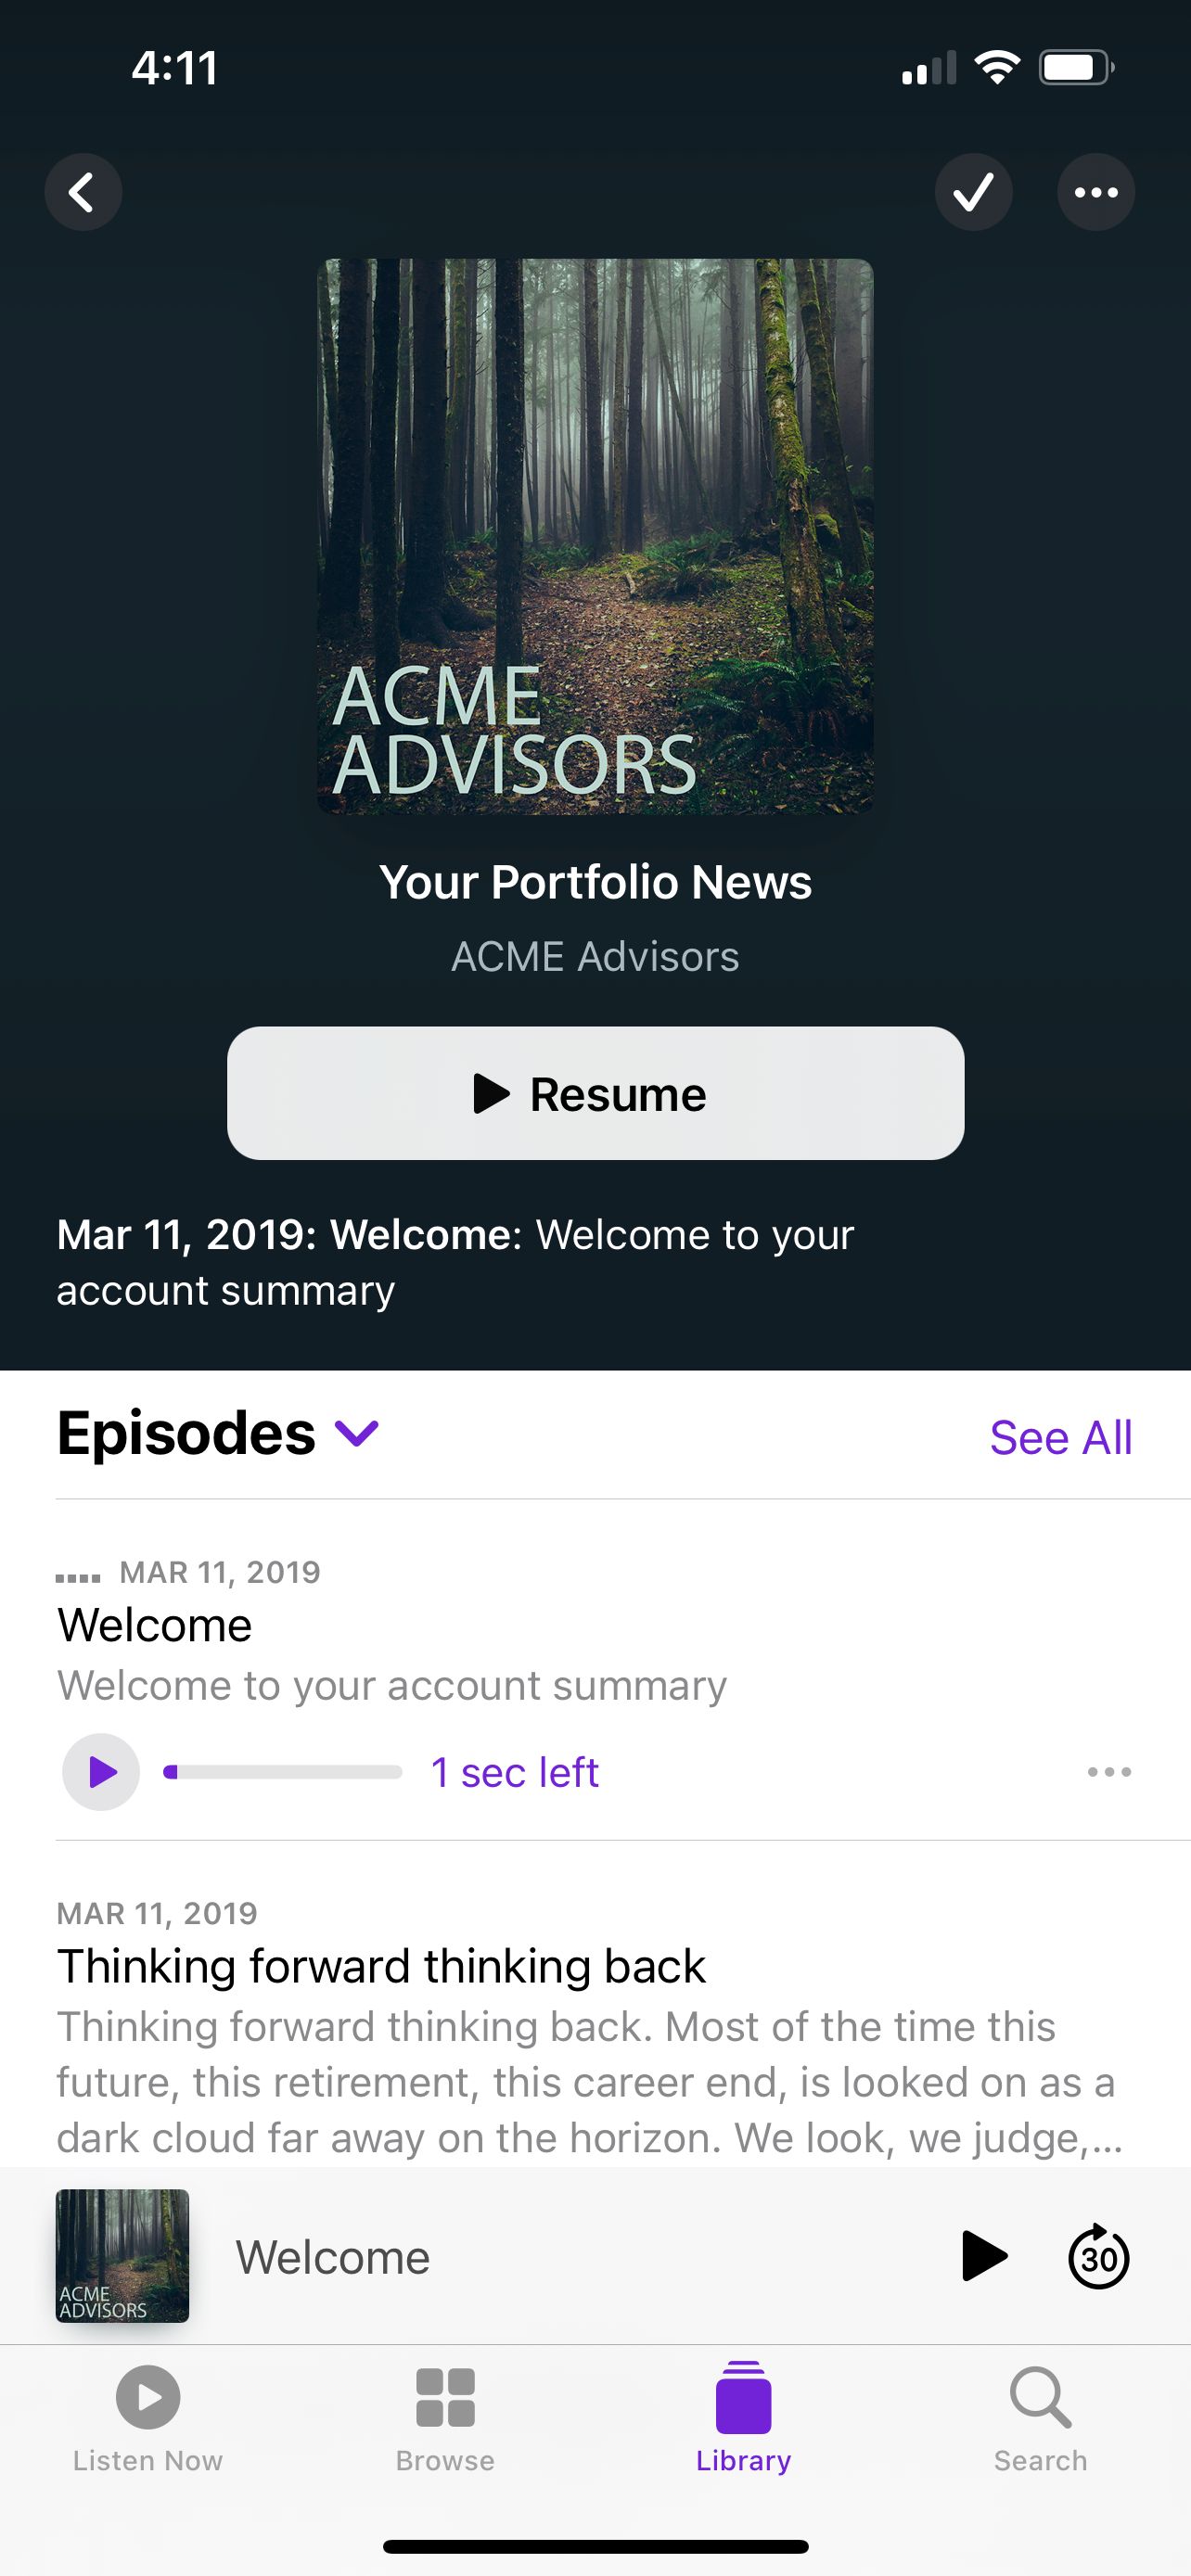 4:11
ACME
ADVISORS
Your Portfolio News
ACME Advisors
Resume
Mar 11, 2019: Welcome: Welcome to your
account summary
Episodes
See All
MAR 11, 2019
Welcome
Welcome to your account summary
1 sec left
MAR 11, 2019
Thinking forward thinking back
Thinking forward thinking back. Most of the time this
future, this retirement, this career end, is looked on as a
dark cloud far away on the horizon. We look, we judge,...
ACME
ADVISORS
Welcome
30
Listen Now
Browse
Library
Search